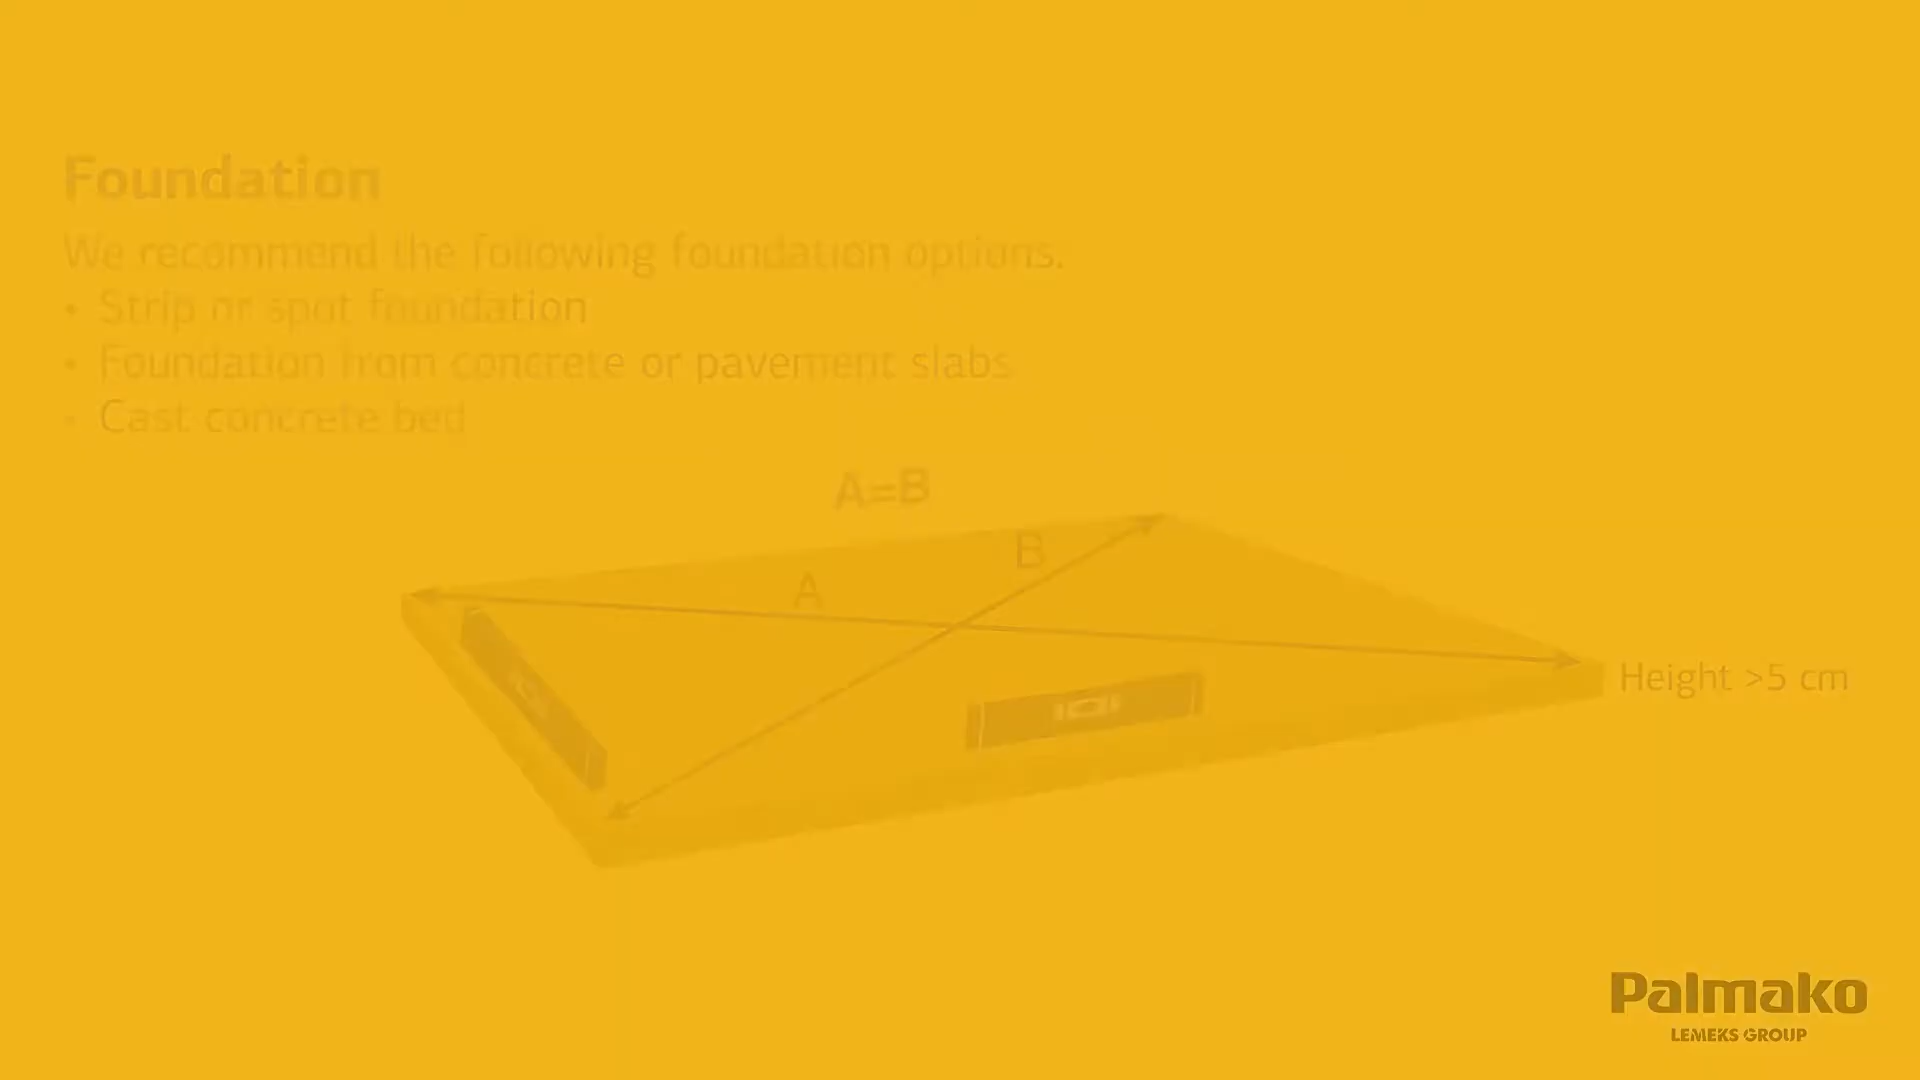 Foundation
We recommend the following foundation options:
• Strip or spot foundation
• Foundation from concrete or pavement slabs
• Cast concrete bed
A=B
B
A
Height >5 cm
Palmako
LEMEKS GROUP